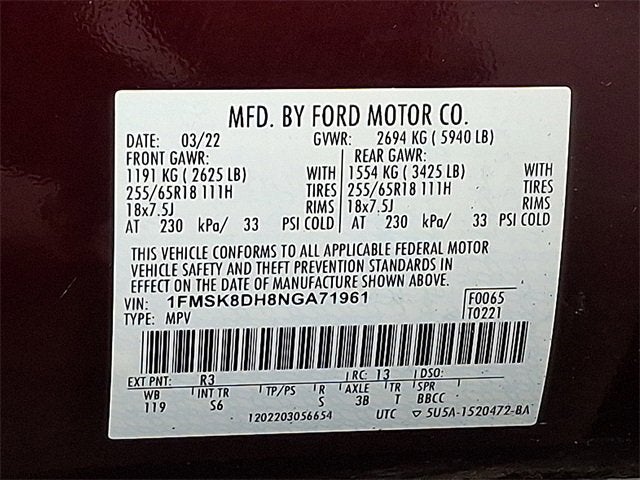 MFD. BY FORD MOTOR CO.
DATE: 03/22 GVWR: 2694 KG ( 5940 LB)
FRONT GAWR: REAR GAWR:
1191 KG ( 2625 LB) WITH 1554 KG ( 3425 LB) WITH
255/65R18 111H TIRES 255/65R18 111H TIRES
18x7.5J RIMS 18x7.5J RIMS
AT 230 kPa/ 33 PSI COLD AT 230 kPa/ 33 PSI COLD
THIS VEHICLE CONFORMS TO ALL APPLICABLE FEDERAL MOTOR
VEHICLE SAFETY AND THEFT PREVENTION STANDARDS IN
EFFECT ON THE DATE OF MANUFACTURE SHOWN ABOVE.
VIN: 1FMSK8DH8NGA71961 F0065
TYPE: MPV T0221
EXT PNT: R3 RC: 13 DSO:
WB INT TR TP/PS R AXLE TR SPR
119 S6 S 3B T BBCC
1202203056654 UTC ▽ 5U5A-1520472-BA